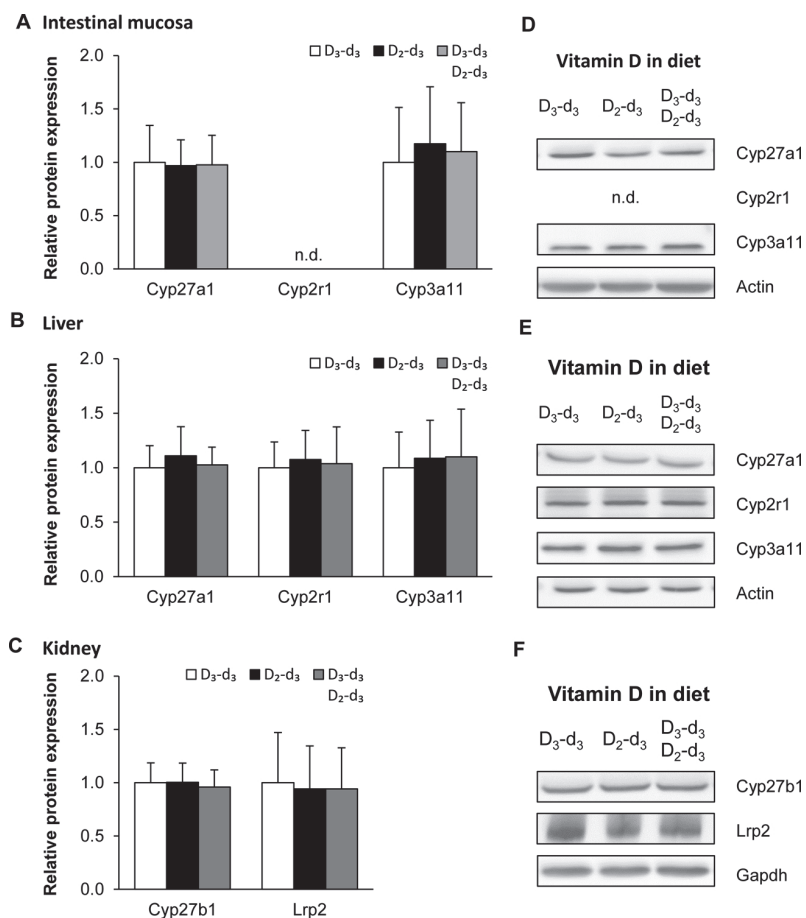 A Intestinal mucosa
D₃-d₃ D₂-d₃ D₃-d₃
D₂-d₃
Relative protein expression
2.0
1.5
1.0
0.5
0.0
n.d.
Cyp27a1 Cyp2r1 Cyp3a11
B Liver
D₃-d₃ D₂-d₃ D₃-d₃
D₂-d₃
Relative protein expression
2.0
1.5
1.0
0.5
0.0
Cyp27a1 Cyp2r1 Cyp3a11
C Kidney
D₃-d₃ D₂-d₃ D₃-d₃
D₂-d₃
Relative protein expression
2.0
1.5
1.0
0.5
0.0
Cyp27b1 Lrp2
D
Vitamin D in diet
D₃-d₃ D₂-d₃ D₃-d₃
D₂-d₃
Cyp27a1
n.d. Cyp2r1
Cyp3a11
Actin
E
Vitamin D in diet
D₃-d₃ D₂-d₃ D₃-d₃
D₂-d₃
Cyp27a1
Cyp2r1
Cyp3a11
Actin
F
Vitamin D in diet
D₃-d₃ D₂-d₃ D₃-d₃
D₂-d₃
Cyp27b1
Lrp2
Gapdh